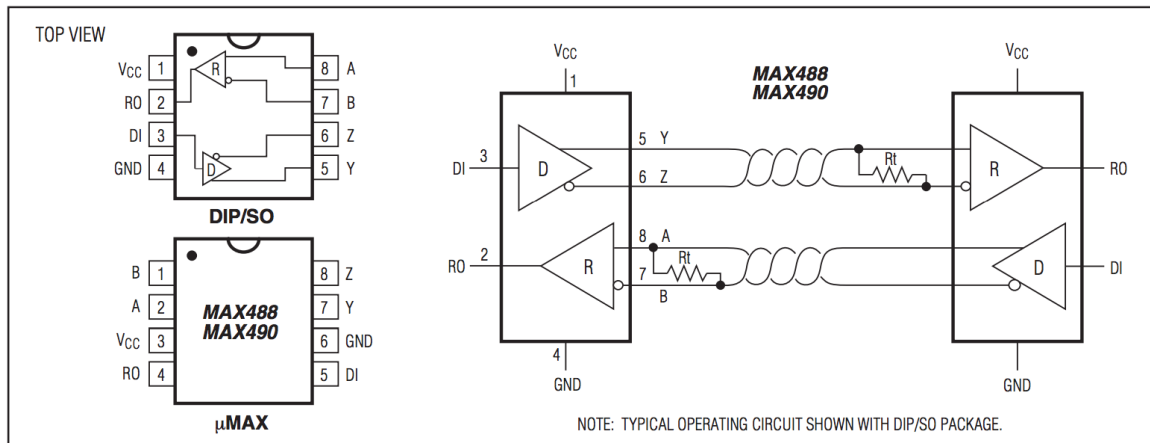 TOP VIEW
VCC 1
RO 2
DI 3
GND 4
8 A
7 B
6 Z
5 Y
R
D
DIP/SO
B 1
A 2
VCC 3
RO 4
8 Z
7 Y
6 GND
5 DI
MAX488
MAX490
µMAX
VCC
1
MAX488
MAX490
VCC
DI 3
D
5 Y
6 Z
Rt
R
RO
RO 2
R
8 A
7
B
Rt
D
DI
4
GND
GND
NOTE: TYPICAL OPERATING CIRCUIT SHOWN WITH DIP/SO PACKAGE.